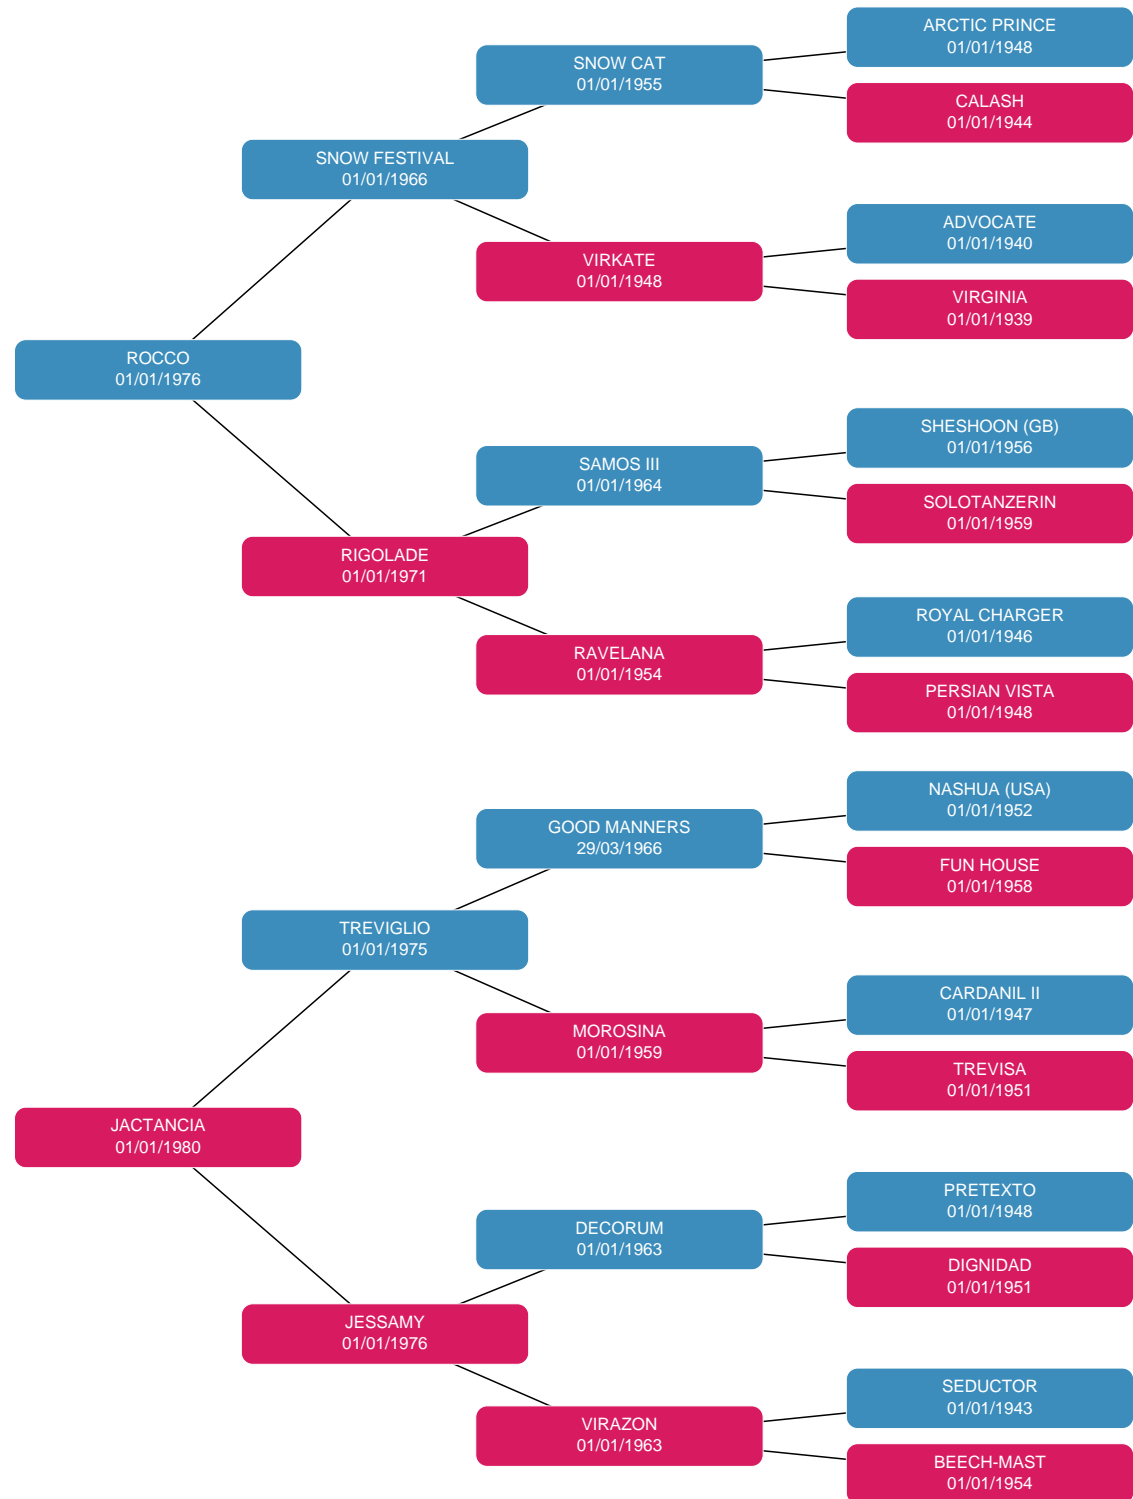 ARCTIC PRINCE
01/01/1948
SNOW CAT
01/01/1955
CALASH
01/01/1944
SNOW FESTIVAL
01/01/1966
ADVOCATE
01/01/1940
VIRKATE
01/01/1948
VIRGINIA
01/01/1939
ROCCO
01/01/1976
SHESHOON (GB)
01/01/1956
SAMOS III
01/01/1964
SOLOTANZERIN
01/01/1959
RIGOLADE
01/01/1971
ROYAL CHARGER
01/01/1946
RAVELANA
01/01/1954
PERSIAN VISTA
01/01/1948
NASHUA (USA)
01/01/1952
GOOD MANNERS
29/03/1966
FUN HOUSE
01/01/1958
TREVIGLIO
01/01/1975
CARDANIL II
01/01/1947
MOROSINA
01/01/1959
TREVISA
01/01/1951
JACTANCIA
01/01/1980
PRETEXTO
01/01/1948
DECORUM
01/01/1963
DIGNIDAD
01/01/1951
JESSAMY
01/01/1976
SEDUCTOR
01/01/1943
VIRAZON
01/01/1963
BEECH-MAST
01/01/1954